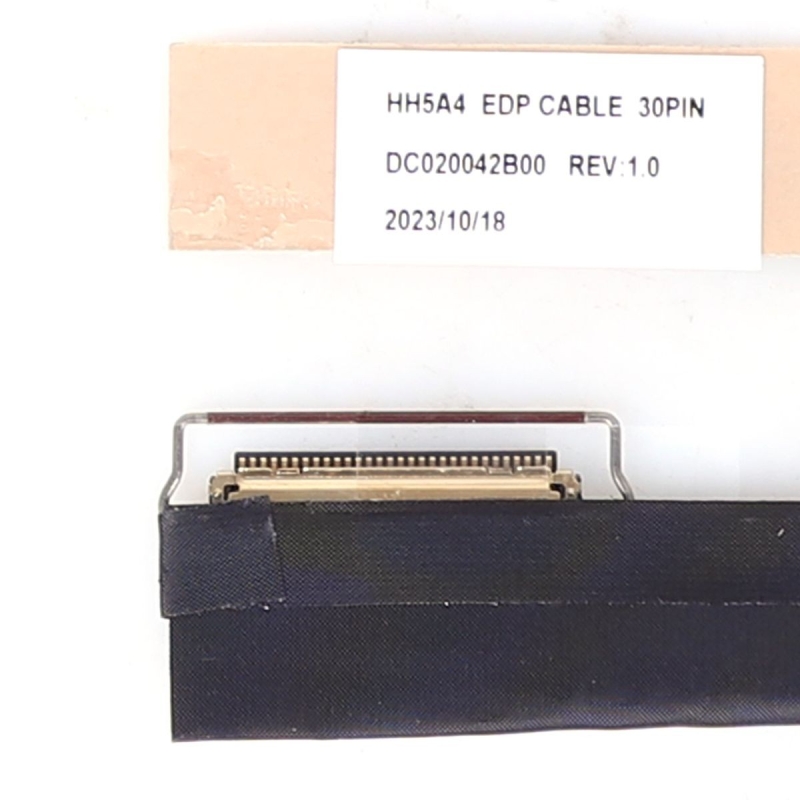 HH5A4 EDP CABLE 30PIN
DC020042B00 REV:1.0
2023/10/18